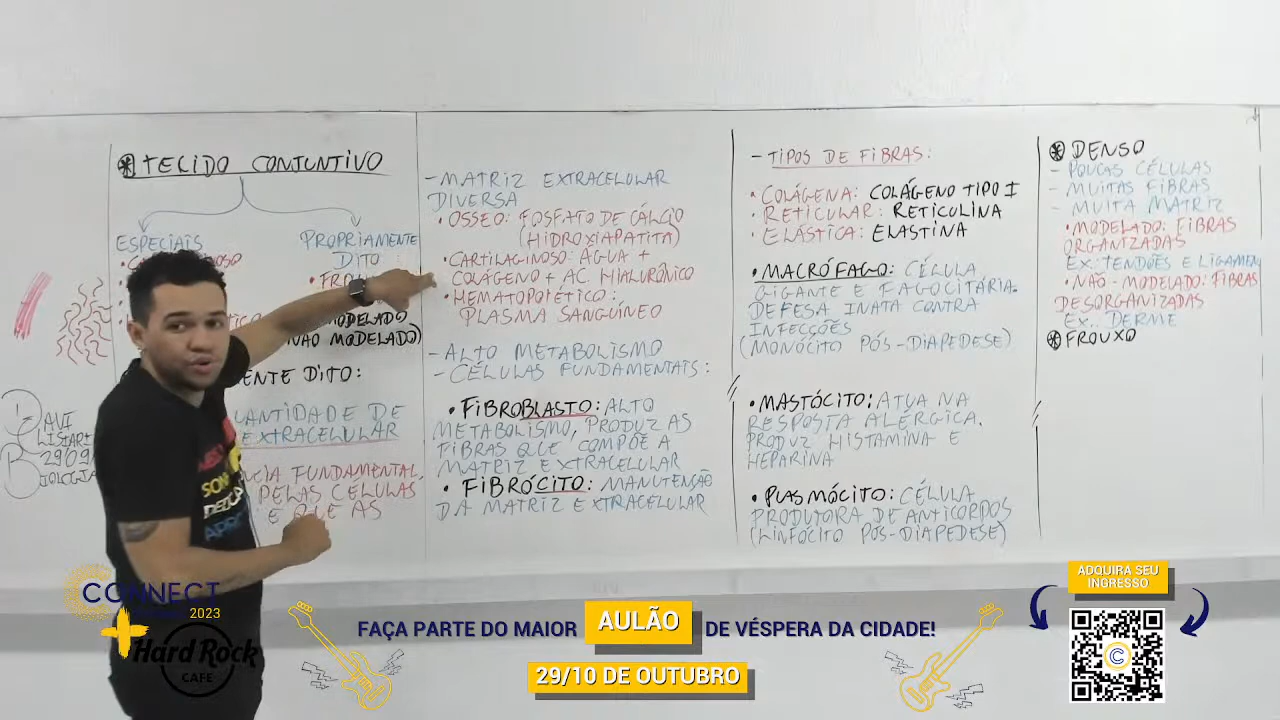 * TECIDO CONJUNTIVO
ESPECIAIS
PROPRIAMENTE
DITO:
MODELADO
NÃO MODELADO)
ENTE DITO:
ANTIDADE DE
EXTRACELULAR
FUNDAMENTAL.
PELAS CÉLULAS
E QUE AS
- MATRIZ EXTRACELULAR
DIVERSA
• OSSEO: FOSFATO DE CÁLCIO
(HIDROXIAPATITA)
• CARTILAGINOSO: AGUA +
COLÁGENO + AC. HIALURÔNICO
• HEMATOPOIÉTICO:
PLASMA SANGUÍNEO
- ALTO METABOLISMO
- CÉLULAS FUNDAMENTAIS:
• FIBROBLASTO: ALTO
METABOLISMO, PRODUZ AS
FIBRAS QUE COMPÕE A
MATRIZ EXTRACELULAR
• FIBRÓCITO: MANUTENÇÃO
DA MATRIZ EXTRACELULAR
- TIPOS DE FIBRAS:
• COLÁGENA: COLÁGENO TIPO I
• RETICULAR: RETICULINA
• ELÁSTICA: ELASTINA
• MACRÓFAGO: CÉLULA
GIGANTE E FAGOCITÁRIA.
DEFESA INATA CONTRA
INFECÇÕES
(MONÓCITO PÓS-DIAPEDESE)
• MASTÓCITO: ATUA NA
RESPOSTA ALÉRGICA.
PRODUZ HISTAMINA E
HEPARINA
• PLASMÓCITO: CÉLULA
PRODUTORA DE ANTICORPOS
(LINFÓCITO PÓS-DIAPEDESE)
* DENSO
- POUCAS CÉLULAS
- MUITAS FIBRAS
- MUITA MATRIZ
• MODELADO: FIBRAS
ORGANIZADAS
EX: TENDÕES E LIGAMEN
• NÃO-MODELADO: FIBRAS
DESORGANIZADAS
EX.: DERME
* FROUXO
CONNECT
2023
+
Hard Rock
CAFE
FAÇA PARTE DO MAIOR AULÃO DE VÉSPERA DA CIDADE!
29/10 DE OUTUBRO
ADQUIRA SEU
INGRESSO